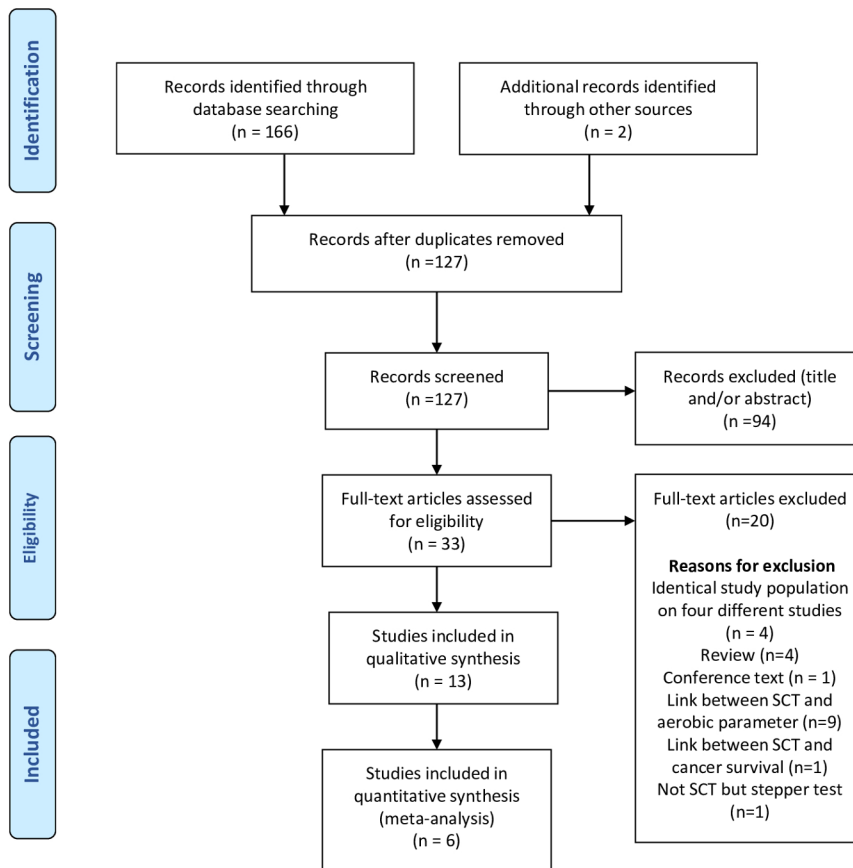 Identification
Records identified through
database searching
(n = 166)
Additional records identified
through other sources
(n = 2)
Screening
Records after duplicates removed
(n =127)
Records screened
(n =127)
Records excluded (title
and/or abstract)
(n =94)
Eligibility
Full-text articles assessed
for eligibility
(n = 33)
Full-text articles excluded
(n=20)
Reasons for exclusion
Identical study population
on four different studies
(n = 4)
Review (n=4)
Conference text (n = 1)
Link between SCT and
aerobic parameter (n=9)
Link between SCT and
cancer survival (n=1)
Not SCT but stepper test
(n=1)
Studies included in
qualitative synthesis
(n = 13)
Included
Studies included in
quantitative synthesis
(meta-analysis)
(n = 6)